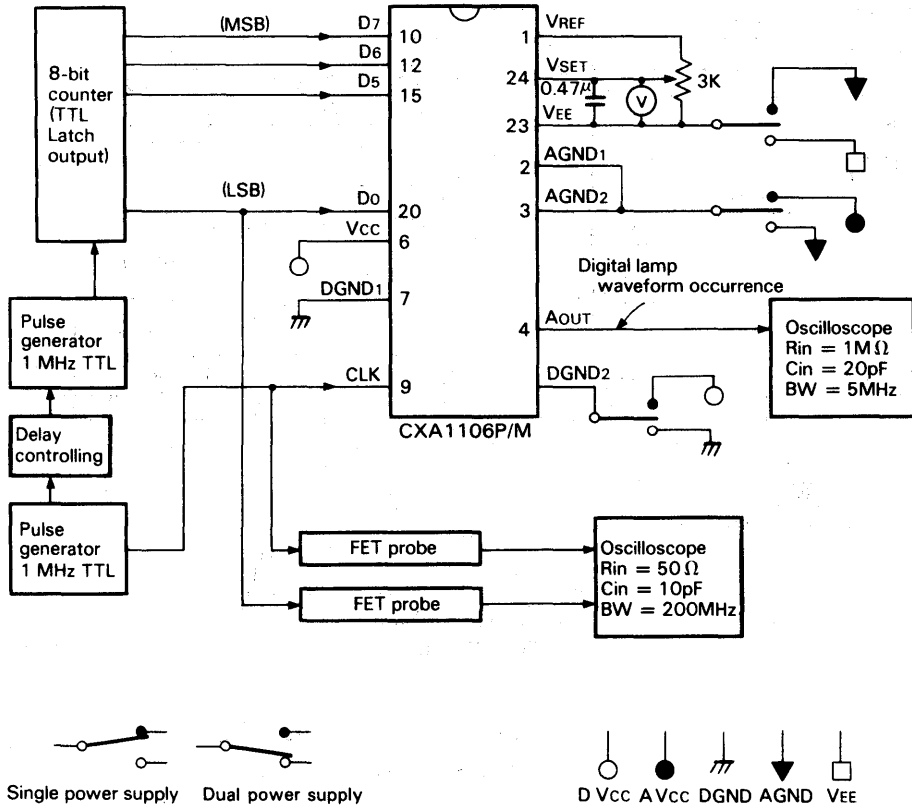 8-bit
counter
(TTL
Latch
output)
(MSB)
D7
10
D6
12
D5
15
(LSB)
D0
20
VCC
6
DGND1
7
CLK
9
1
VREF
24
VSET
0.47μ
V
3K
23
VEE
2
AGND1
3
AGND2
Digital lamp
waveform occurrence
4
AOUT
DGND2
CXA1106P/M
Oscilloscope
Rin = 1MΩ
Cin = 20pF
BW = 5MHz
Pulse
generator
1 MHz TTL
Delay
controlling
Pulse
generator
1 MHz TTL
FET probe
FET probe
Oscilloscope
Rin = 50Ω
Cin = 10pF
BW = 200MHz
Single power supply
Dual power supply
D VCC
A VCC
DGND
AGND
VEE